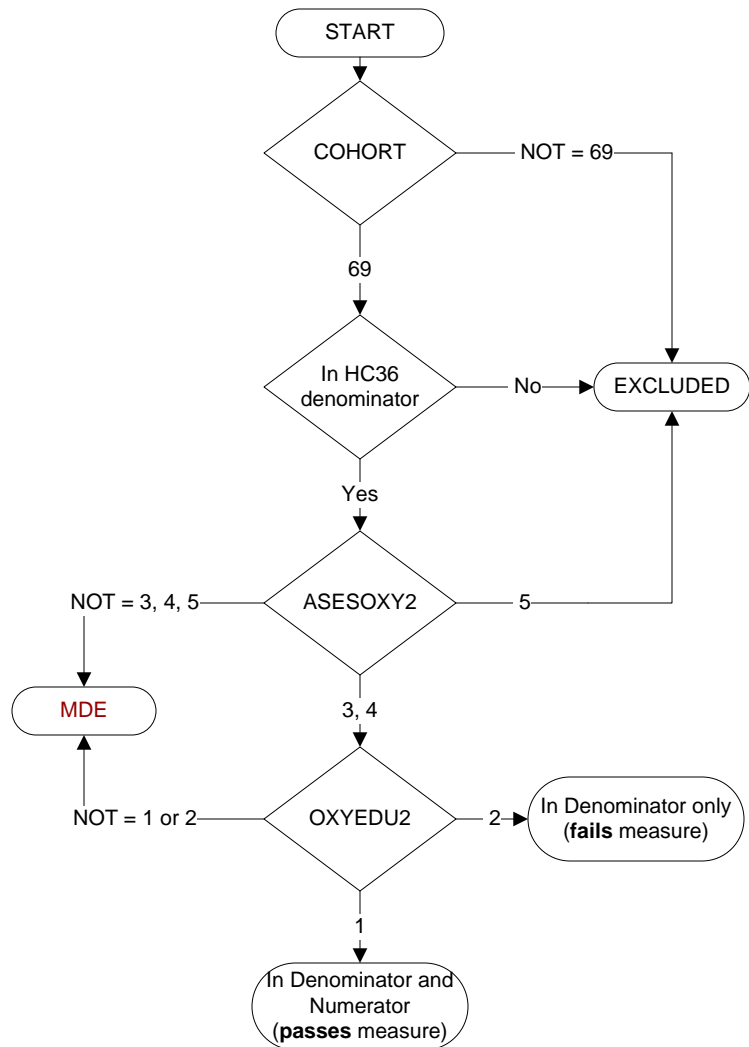 START
COHORT
NOT = 69
69
In HC36
denominator
No
EXCLUDED
Yes
NOT = 3, 4, 5
ASESOXY2
5
MDE
3, 4
NOT = 1 or 2
OXYEDU2
2
In Denominator only
(fails measure)
1
In Denominator and
Numerator
(passes measure)